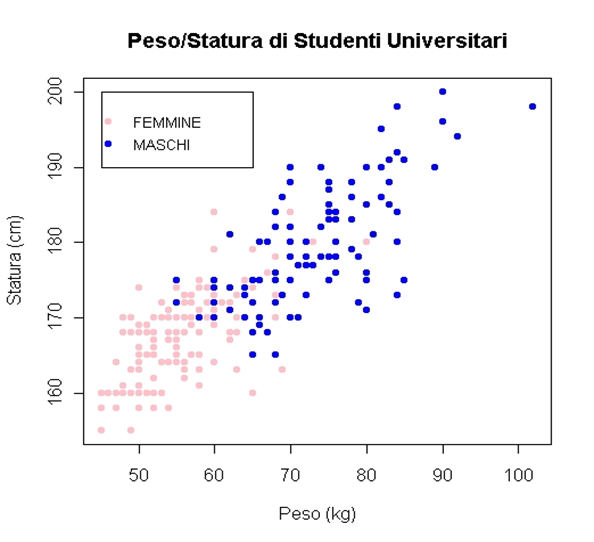 Peso/Statura di Studenti Universitari
FEMMINE
MASCHI
Statura (cm)
200
190
180
170
160
50 60 70 80 90 100
Peso (kg)